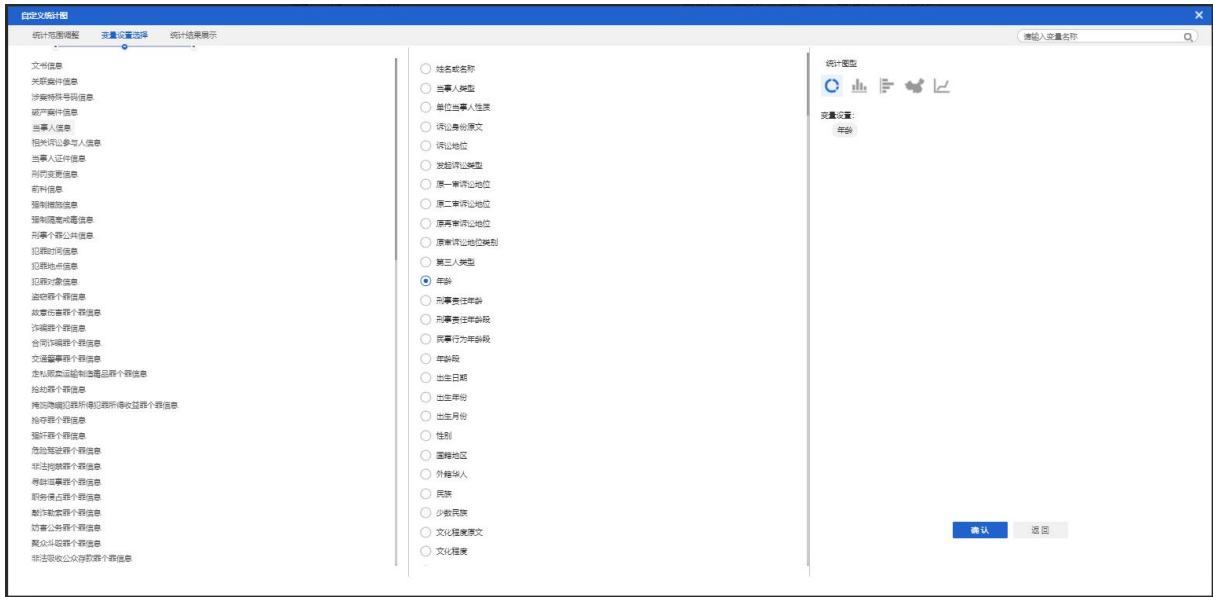 自定义统计图
统计范围调整 变量设置选择 统计结果展示
请输入变量名称
文书信息
关联案件信息
涉案特殊号码信息
破产案件信息
当事人信息
相关诉讼参与人信息
当事人证件信息
刑罚变更信息
前科信息
强制措施信息
强制隔离戒毒信息
刑事个罪公共信息
犯罪时间信息
犯罪地点信息
犯罪对象信息
盗窃罪个罪信息
故意伤害罪个罪信息
诈骗罪个罪信息
合同诈骗罪个罪信息
交通肇事罪个罪信息
走私贩卖运输制造毒品罪个罪信息
抢劫罪个罪信息
掩饰隐瞒犯罪所得犯罪所得收益罪个罪信息
抢夺罪个罪信息
强奸罪个罪信息
危险驾驶罪个罪信息
非法拘禁罪个罪信息
寻衅滋事罪个罪信息
职务侵占罪个罪信息
敲诈勒索罪个罪信息
妨害公务罪个罪信息
聚众斗殴罪个罪信息
非法吸收公众存款罪个罪信息
姓名或名称
当事人类型
单位当事人性质
诉讼身份原文
诉讼地位
发起诉讼类型
原一审诉讼地位
原二审诉讼地位
原再审诉讼地位
原审诉讼地位类别
第三人类型
年龄
刑事责任年龄
刑事责任年龄段
民事行为年龄段
年龄段
出生日期
出生年份
出生月份
性别
国籍地区
外籍华人
民族
少数民族
文化程度原文
文化程度
统计图型
变量设置：
年龄
确认 返回